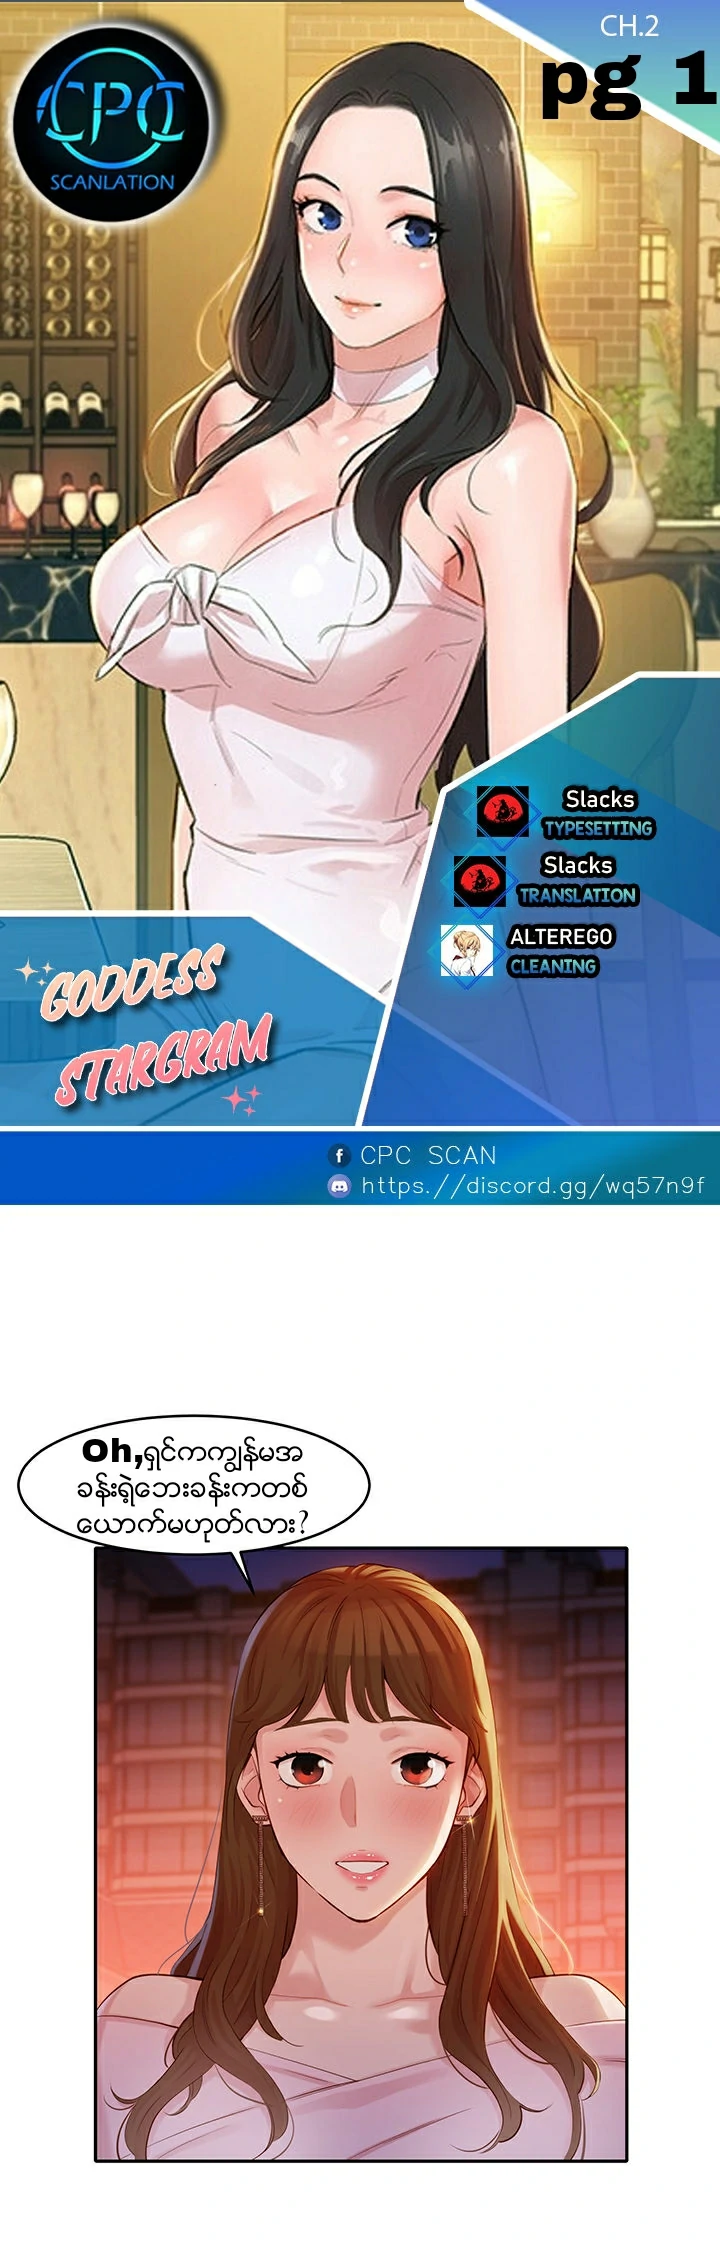 CH.2
pg 1
CPC
SCANLATION
Slacks
TYPESETTING
Slacks
TRANSLATION
ALTEREGO
CLEANING
GODDESS
STARGRAM
CPC SCAN
https://discord.gg/wq57n9f
Oh,ရှင်ကကျွန်မအ
ခန်းရဲ့ဘေးခန်းကတစ်
ယောက်မဟုတ်လား?